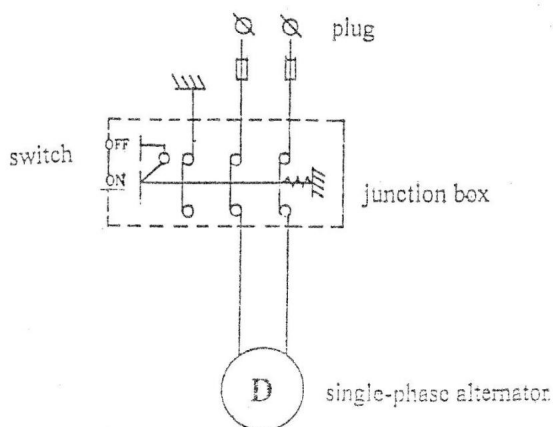 plug
OFF
switch
ON
junction box
D
single-phase alternator